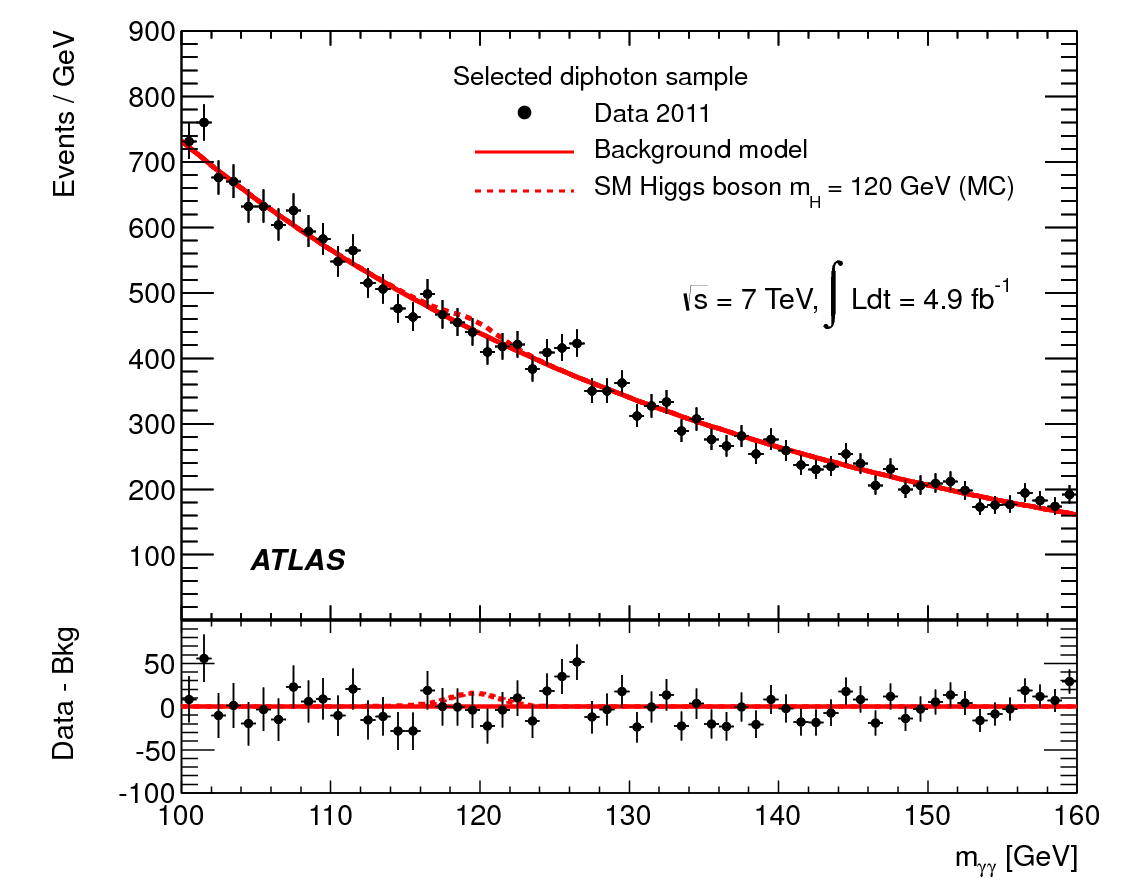 Events / GeV
900
800
700
600
500
400
300
200
100
Selected diphoton sample
Data 2011
Background model
SM Higgs boson m_H = 120 GeV (MC)
√s = 7 TeV, ∫ Ldt = 4.9 fb⁻¹
ATLAS
Data - Bkg
50
0
-50
-100
100 110 120 130 140 150 160
m_γγ [GeV]